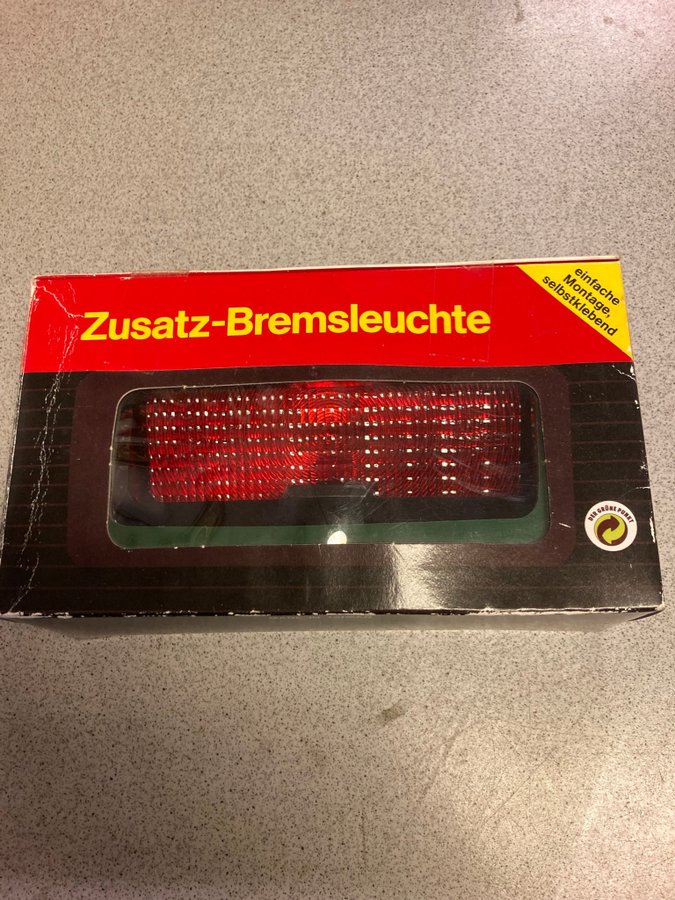 Zusatz-Bremsleuchte
einfache
Montage,
selbstklebend
DER GRÜNE PUNKT